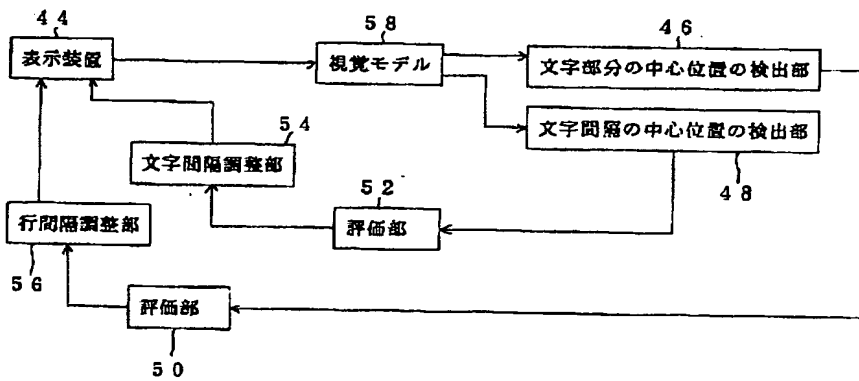 44
58
46
表示装置
視覚モデル
文字部分の中心位置の検出部
文字間隔の中心位置の検出部
54
文字間隔調整部
52
48
行間隔調整部
評価部
56
評価部
50